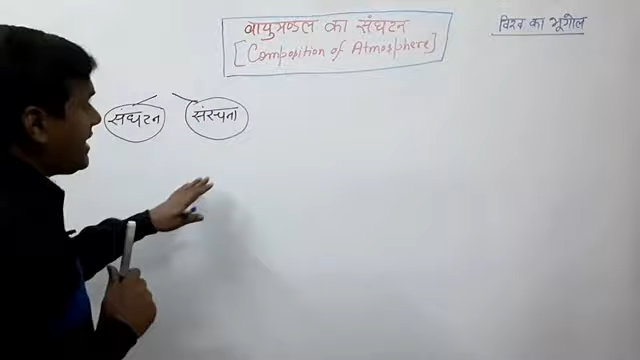 वायुमण्डल का संघटन
[Composition of Atmosphere]
विश्व का भूगोल
संघटन
संरचना